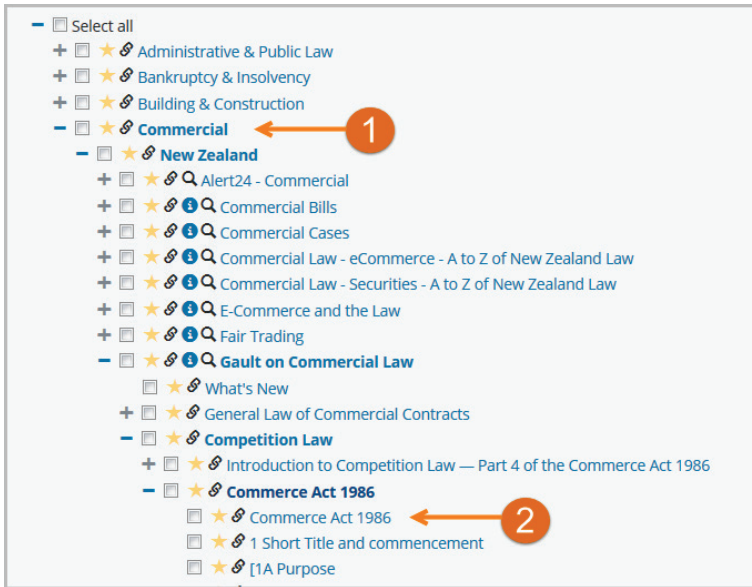 Select all
Administrative & Public Law
Bankruptcy & Insolvency
Building & Construction
Commercial 1
New Zealand
Alert24 - Commercial
Commercial Bills
Commercial Cases
Commercial Law - eCommerce - A to Z of New Zealand Law
Commercial Law - Securities - A to Z of New Zealand Law
E-Commerce and the Law
Fair Trading
Gault on Commercial Law
What's New
General Law of Commercial Contracts
Competition Law
Introduction to Competition Law — Part 4 of the Commerce Act 1986
Commerce Act 1986
Commerce Act 1986 2
1 Short Title and commencement
[1A Purpose